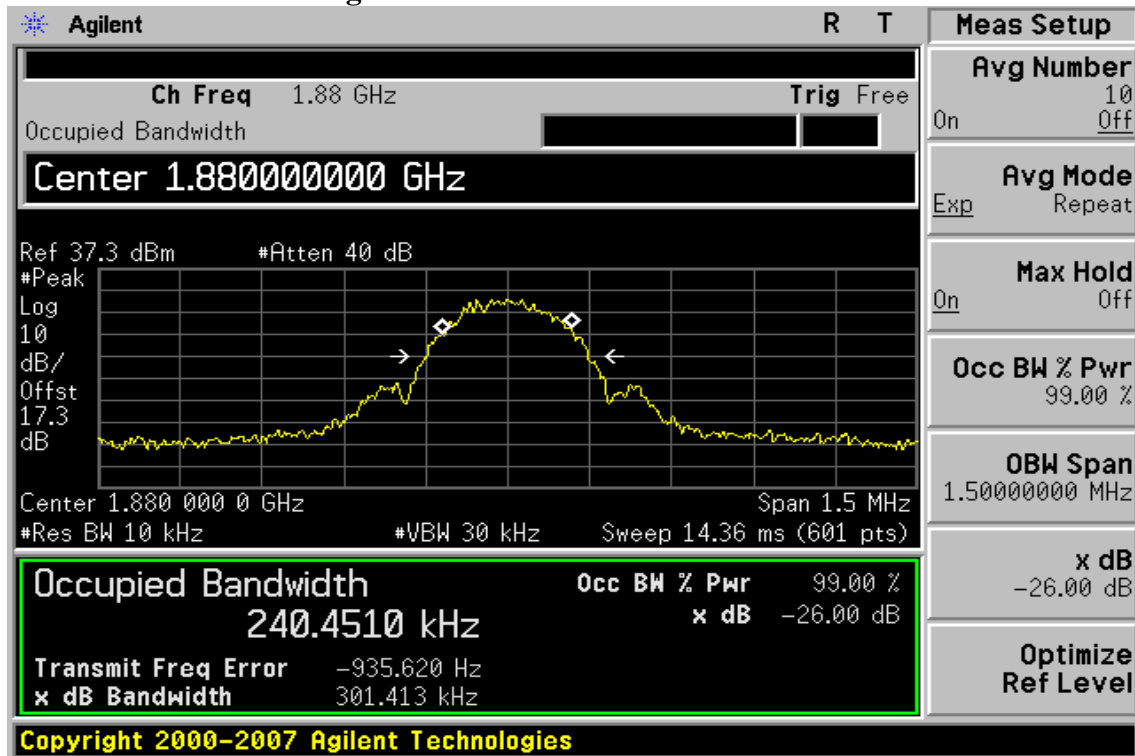 Agilent R T
Meas Setup
Ch Freq 1.88 GHz Trig Free
Occupied Bandwidth
Center 1.880000000 GHz
Ref 37.3 dBm #Atten 40 dB
#Peak
Log
10
dB/
Offst
17.3
dB
Center 1.880 000 0 GHz Span 1.5 MHz
#Res BW 10 kHz #VBW 30 kHz Sweep 14.36 ms (601 pts)
Occupied Bandwidth Occ BW % Pwr 99.00 %
240.4510 kHz x dB -26.00 dB
Transmit Freq Error -935.620 Hz
x dB Bandwidth 301.413 kHz
Copyright 2000-2007 Agilent Technologies
Avg Number
10
On Off
Avg Mode
Exp Repeat
Max Hold
On Off
Occ BW % Pwr
99.00 %
OBW Span
1.50000000 MHz
x dB
-26.00 dB
Optimize
Ref Level